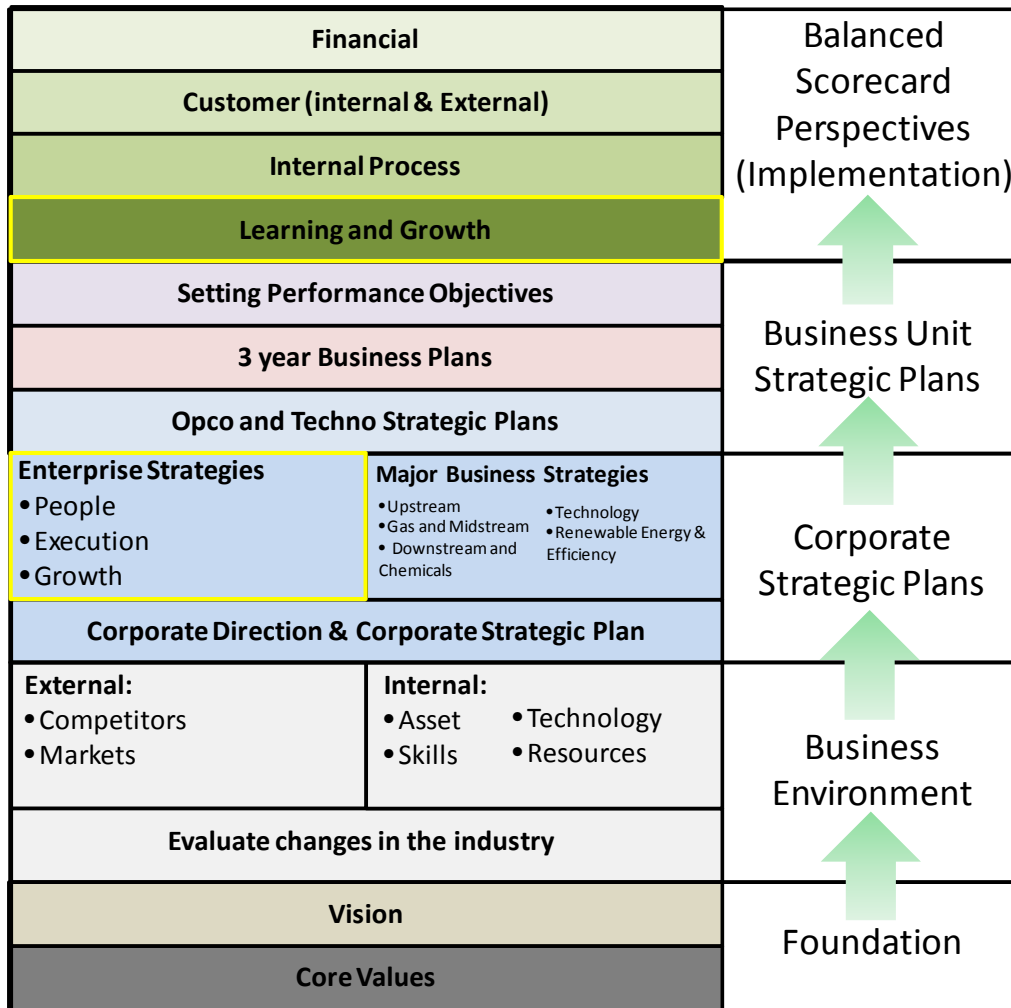 Financial
Customer (internal & External)
Internal Process
Learning and Growth
Balanced
Scorecard
Perspectives
(Implementation)
Setting Performance Objectives
3 year Business Plans
Opco and Techno Strategic Plans
Business Unit
Strategic Plans
Enterprise Strategies
•People
•Execution
•Growth
Major Business Strategies
•Upstream
•Gas and Midstream
• Downstream and
Chemicals
•Technology
•Renewable Energy &
Efficiency
Corporate Direction & Corporate Strategic Plan
Corporate
Strategic Plans
External:
•Competitors
•Markets
Internal:
•Asset
•Skills
•Technology
•Resources
Evaluate changes in the industry
Business
Environment
Vision
Core Values
Foundation